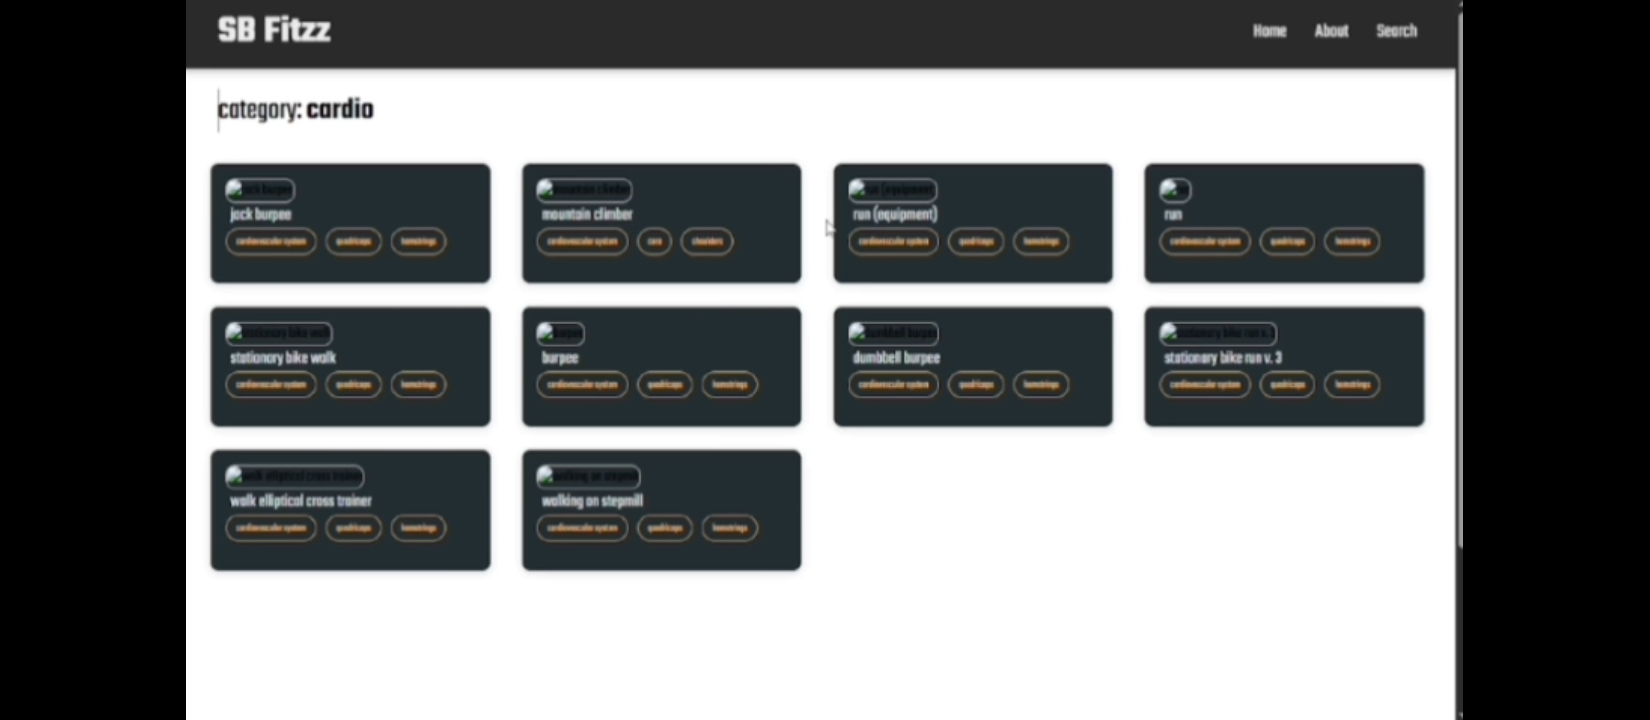 SB Fitzz
Home About Search
category: cardio
jack burpee mountain climber run (equipment) run
jack burpee mountain climber run (equipment) run
cardiovascular system quadriceps hamstrings cardiovascular system core shoulders cardiovascular system quadriceps hamstrings cardiovascular system quadriceps hamstrings
stationary bike walk burpee dumbbell burpee stationary bike run v. 3
stationary bike walk burpee dumbbell burpee stationary bike run v. 3
cardiovascular system quadriceps hamstrings cardiovascular system quadriceps hamstrings cardiovascular system quadriceps hamstrings cardiovascular system quadriceps hamstrings
walk elliptical cross trainer walking on stepmill
walk elliptical cross trainer walking on stepmill
cardiovascular system quadriceps hamstrings cardiovascular system quadriceps hamstrings